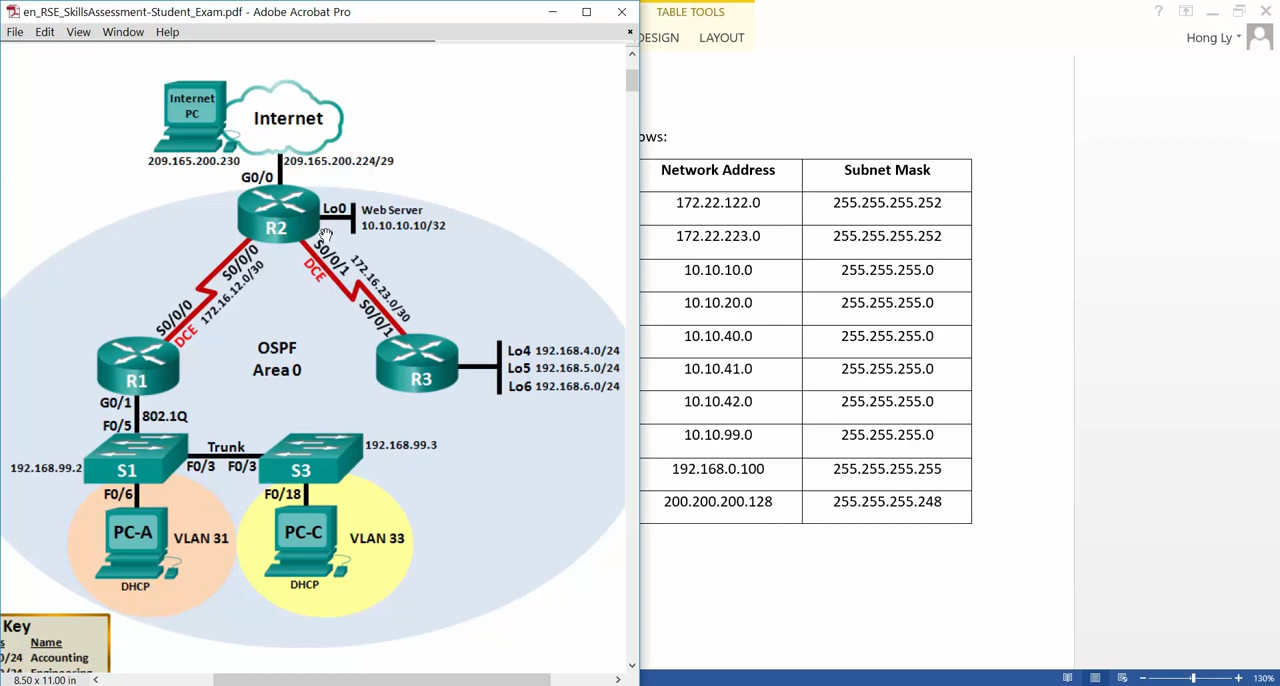 en_RSE_SkillsAssessment-Student_Exam.pdf - Adobe Acrobat Pro
File Edit View Window Help
Internet
PC
Internet
209.165.200.230
209.165.200.224/29
G0/0
R2
Lo0
Web Server
10.10.10.10/32
S0/0/0
172.16.12.0/30
S0/0/0
DCE
S0/0/1
DCE
172.16.23.0/30
S0/0/1
R1
OSPF
Area 0
R3
Lo4 192.168.4.0/24
Lo5 192.168.5.0/24
Lo6 192.168.6.0/24
G0/1
802.1Q
F0/5
Trunk
192.168.99.3
192.168.99.2
S1
F0/3 F0/3
S3
F0/6
F0/18
PC-A
VLAN 31
DHCP
PC-C
VLAN 33
DHCP
Key
s Name
0/24 Accounting
8.50 x 11.00 in
TABLE TOOLS
DESIGN LAYOUT
Hong Ly
ows:
Network Address Subnet Mask
172.22.122.0 255.255.255.252
172.22.223.0 255.255.255.252
10.10.10.0 255.255.255.0
10.10.20.0 255.255.255.0
10.10.40.0 255.255.255.0
10.10.41.0 255.255.255.0
10.10.42.0 255.255.255.0
10.10.99.0 255.255.255.0
192.168.0.100 255.255.255.255
200.200.200.128 255.255.255.248
130%